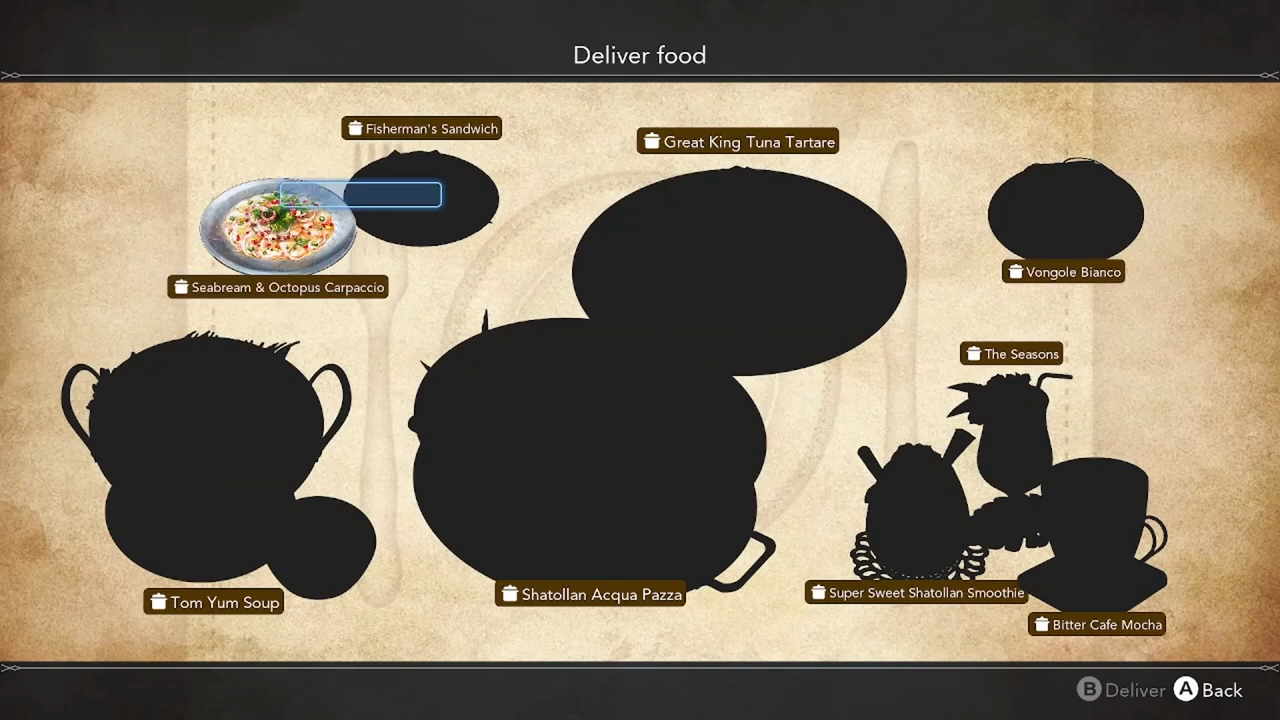 Deliver food
Fisherman's Sandwich
Great King Tuna Tartare
Vongole Bianco
Seabream & Octopus Carpaccio
The Seasons
Tom Yum Soup
Shatollan Acqua Pazza
Super Sweet Shatollan Smoothie
Bitter Cafe Mocha
B Deliver A Back